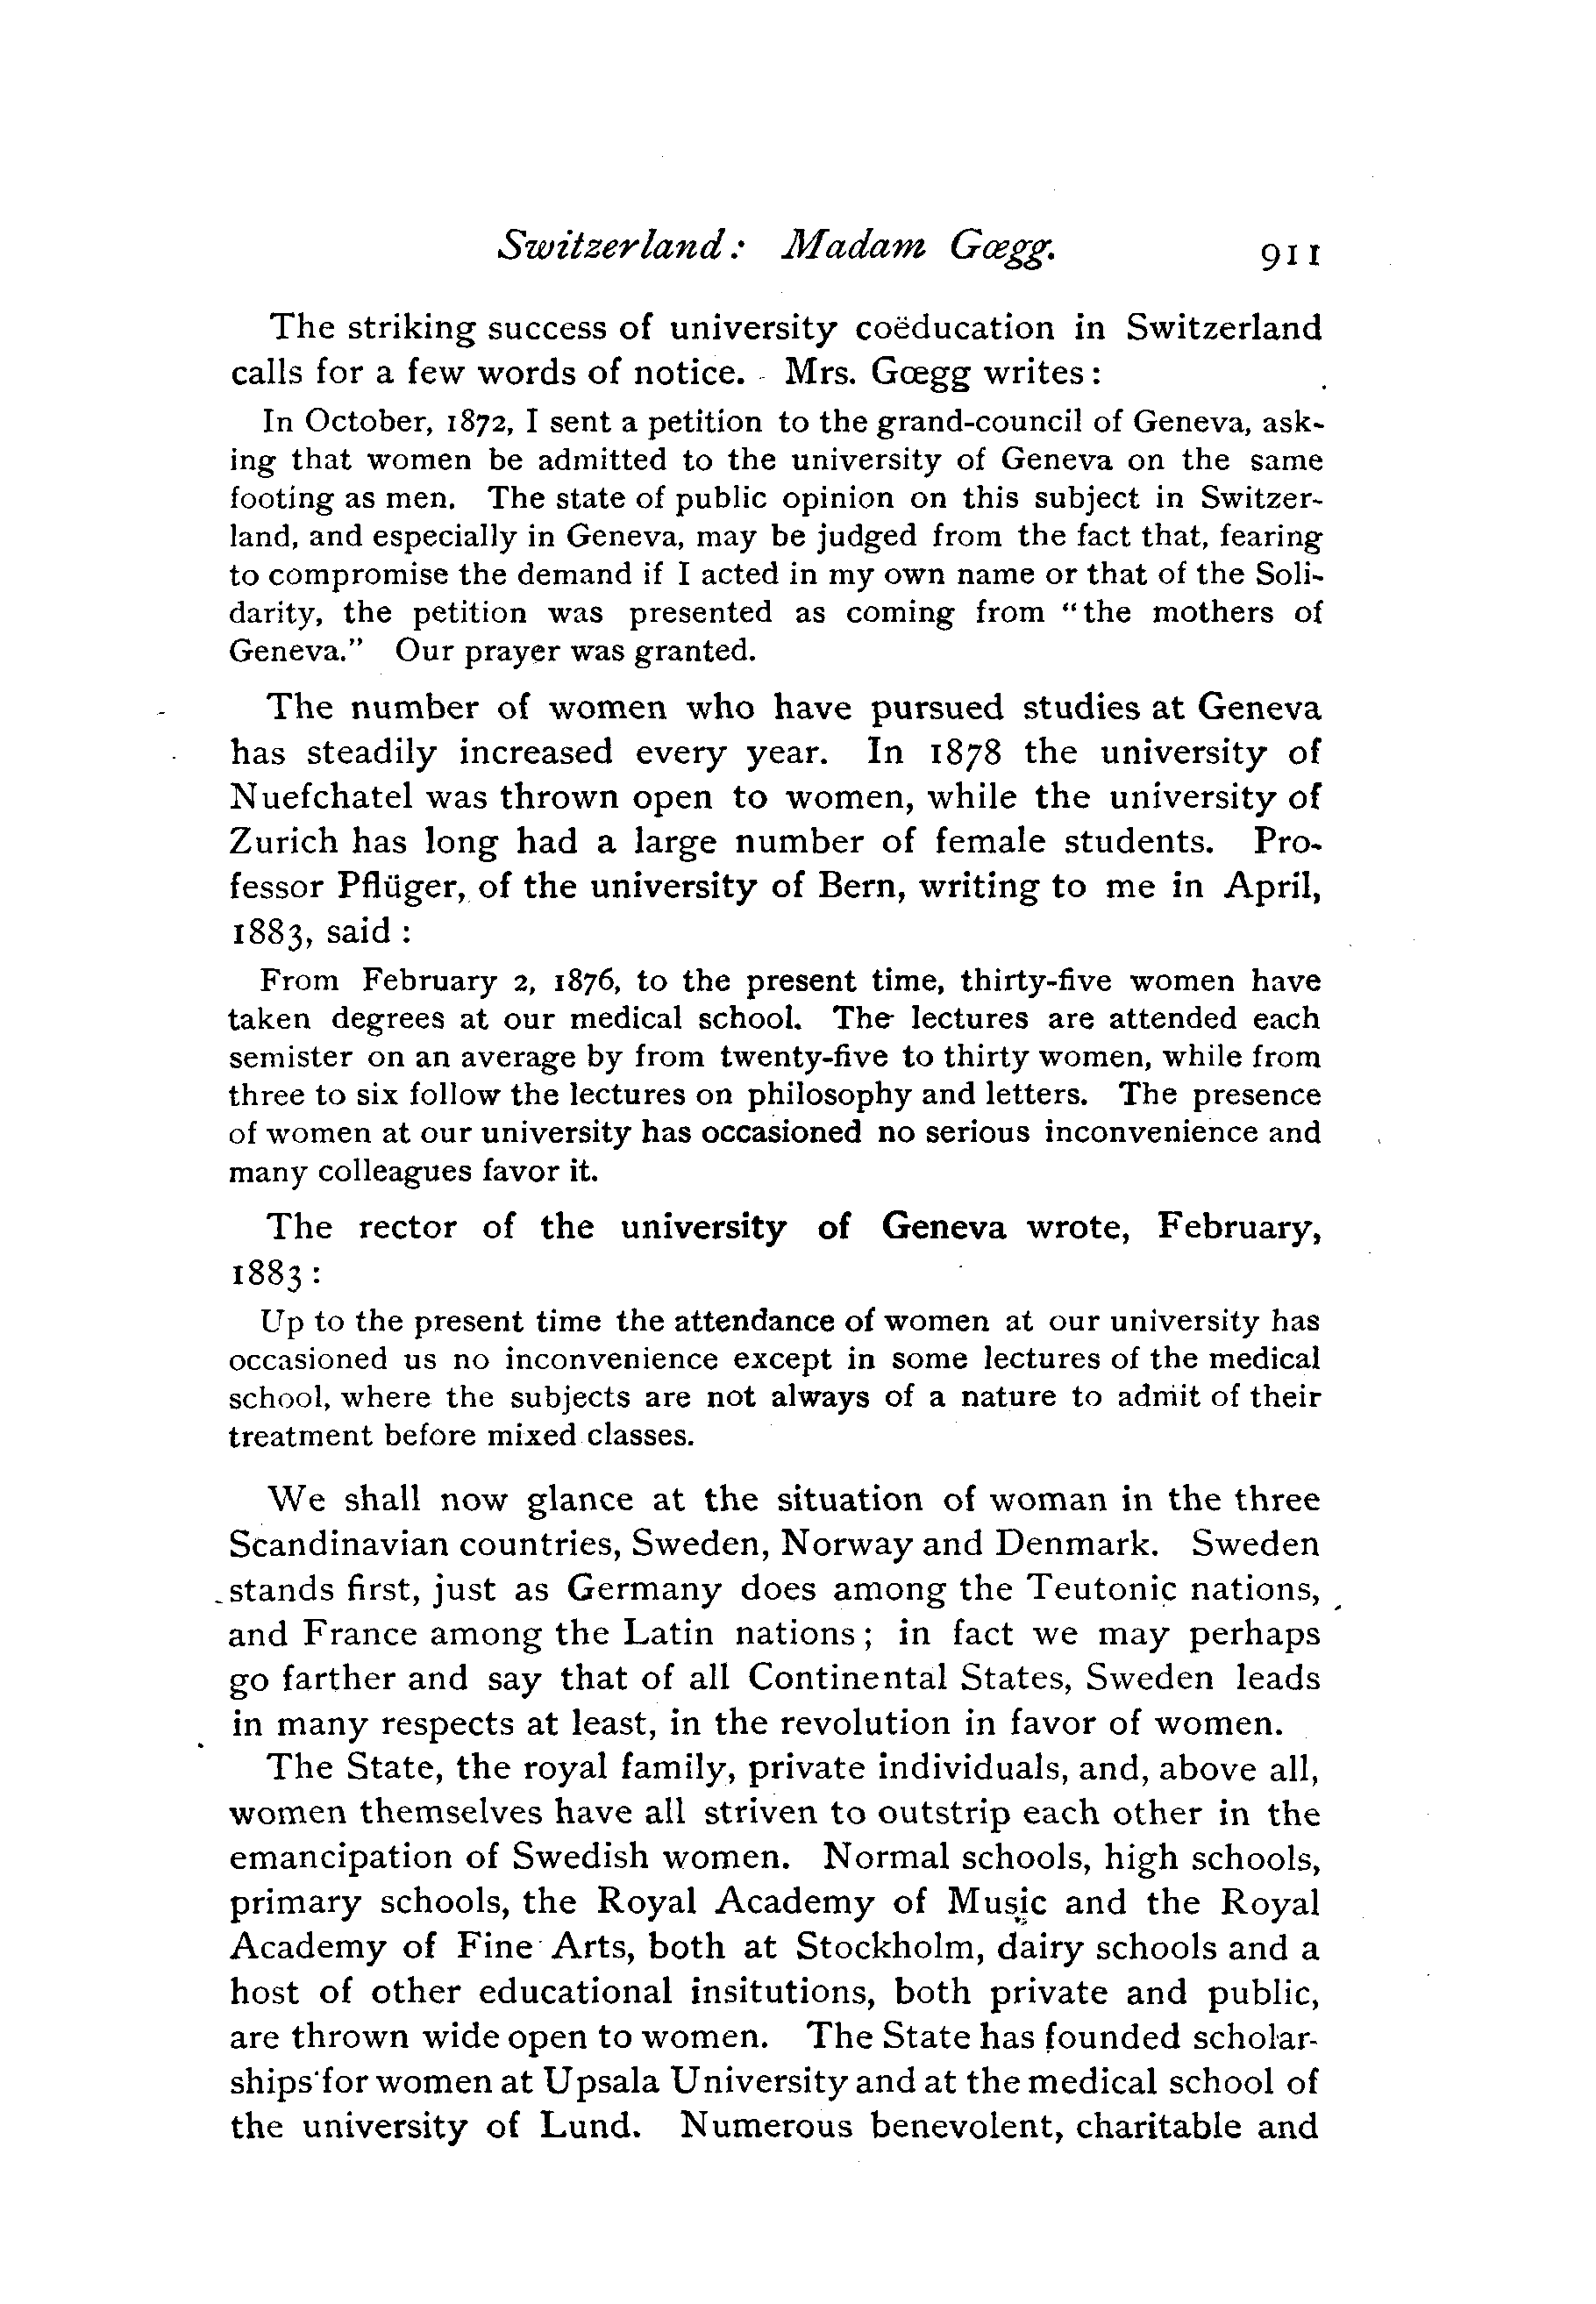 Switzerland: Madam Gœgg. 911
The striking success of university coëducation in Switzerland
calls for a few words of notice. Mrs. Gœgg writes:
In October, 1872, I sent a petition to the grand-council of Geneva, ask-
ing that women be admitted to the university of Geneva on the same
footing as men. The state of public opinion on this subject in Switzer-
land, and especially in Geneva, may be judged from the fact that, fearing
to compromise the demand if I acted in my own name or that of the Soli-
darity, the petition was presented as coming from "the mothers of
Geneva." Our prayer was granted.
The number of women who have pursued studies at Geneva
has steadily increased every year. In 1878 the university of
Nuefchatel was thrown open to women, while the university of
Zurich has long had a large number of female students. Pro-
fessor Pflüger, of the university of Bern, writing to me in April,
1883, said:
From February 2, 1876, to the present time, thirty-five women have
taken degrees at our medical school. The lectures are attended each
semister on an average by from twenty-five to thirty women, while from
three to six follow the lectures on philosophy and letters. The presence
of women at our university has occasioned no serious inconvenience and
many colleagues favor it.
The rector of the university of Geneva wrote, February,
1883:
Up to the present time the attendance of women at our university has
occasioned us no inconvenience except in some lectures of the medical
school, where the subjects are not always of a nature to admit of their
treatment before mixed classes.
We shall now glance at the situation of woman in the three
Scandinavian countries, Sweden, Norway and Denmark. Sweden
stands first, just as Germany does among the Teutonic nations,
and France among the Latin nations; in fact we may perhaps
go farther and say that of all Continental States, Sweden leads
in many respects at least, in the revolution in favor of women.
The State, the royal family, private individuals, and, above all,
women themselves have all striven to outstrip each other in the
emancipation of Swedish women. Normal schools, high schools,
primary schools, the Royal Academy of Music and the Royal
Academy of Fine Arts, both at Stockholm, dairy schools and a
host of other educational insitutions, both private and public,
are thrown wide open to women. The State has founded scholar-
ships for women at Upsala University and at the medical school of
the university of Lund. Numerous benevolent, charitable and